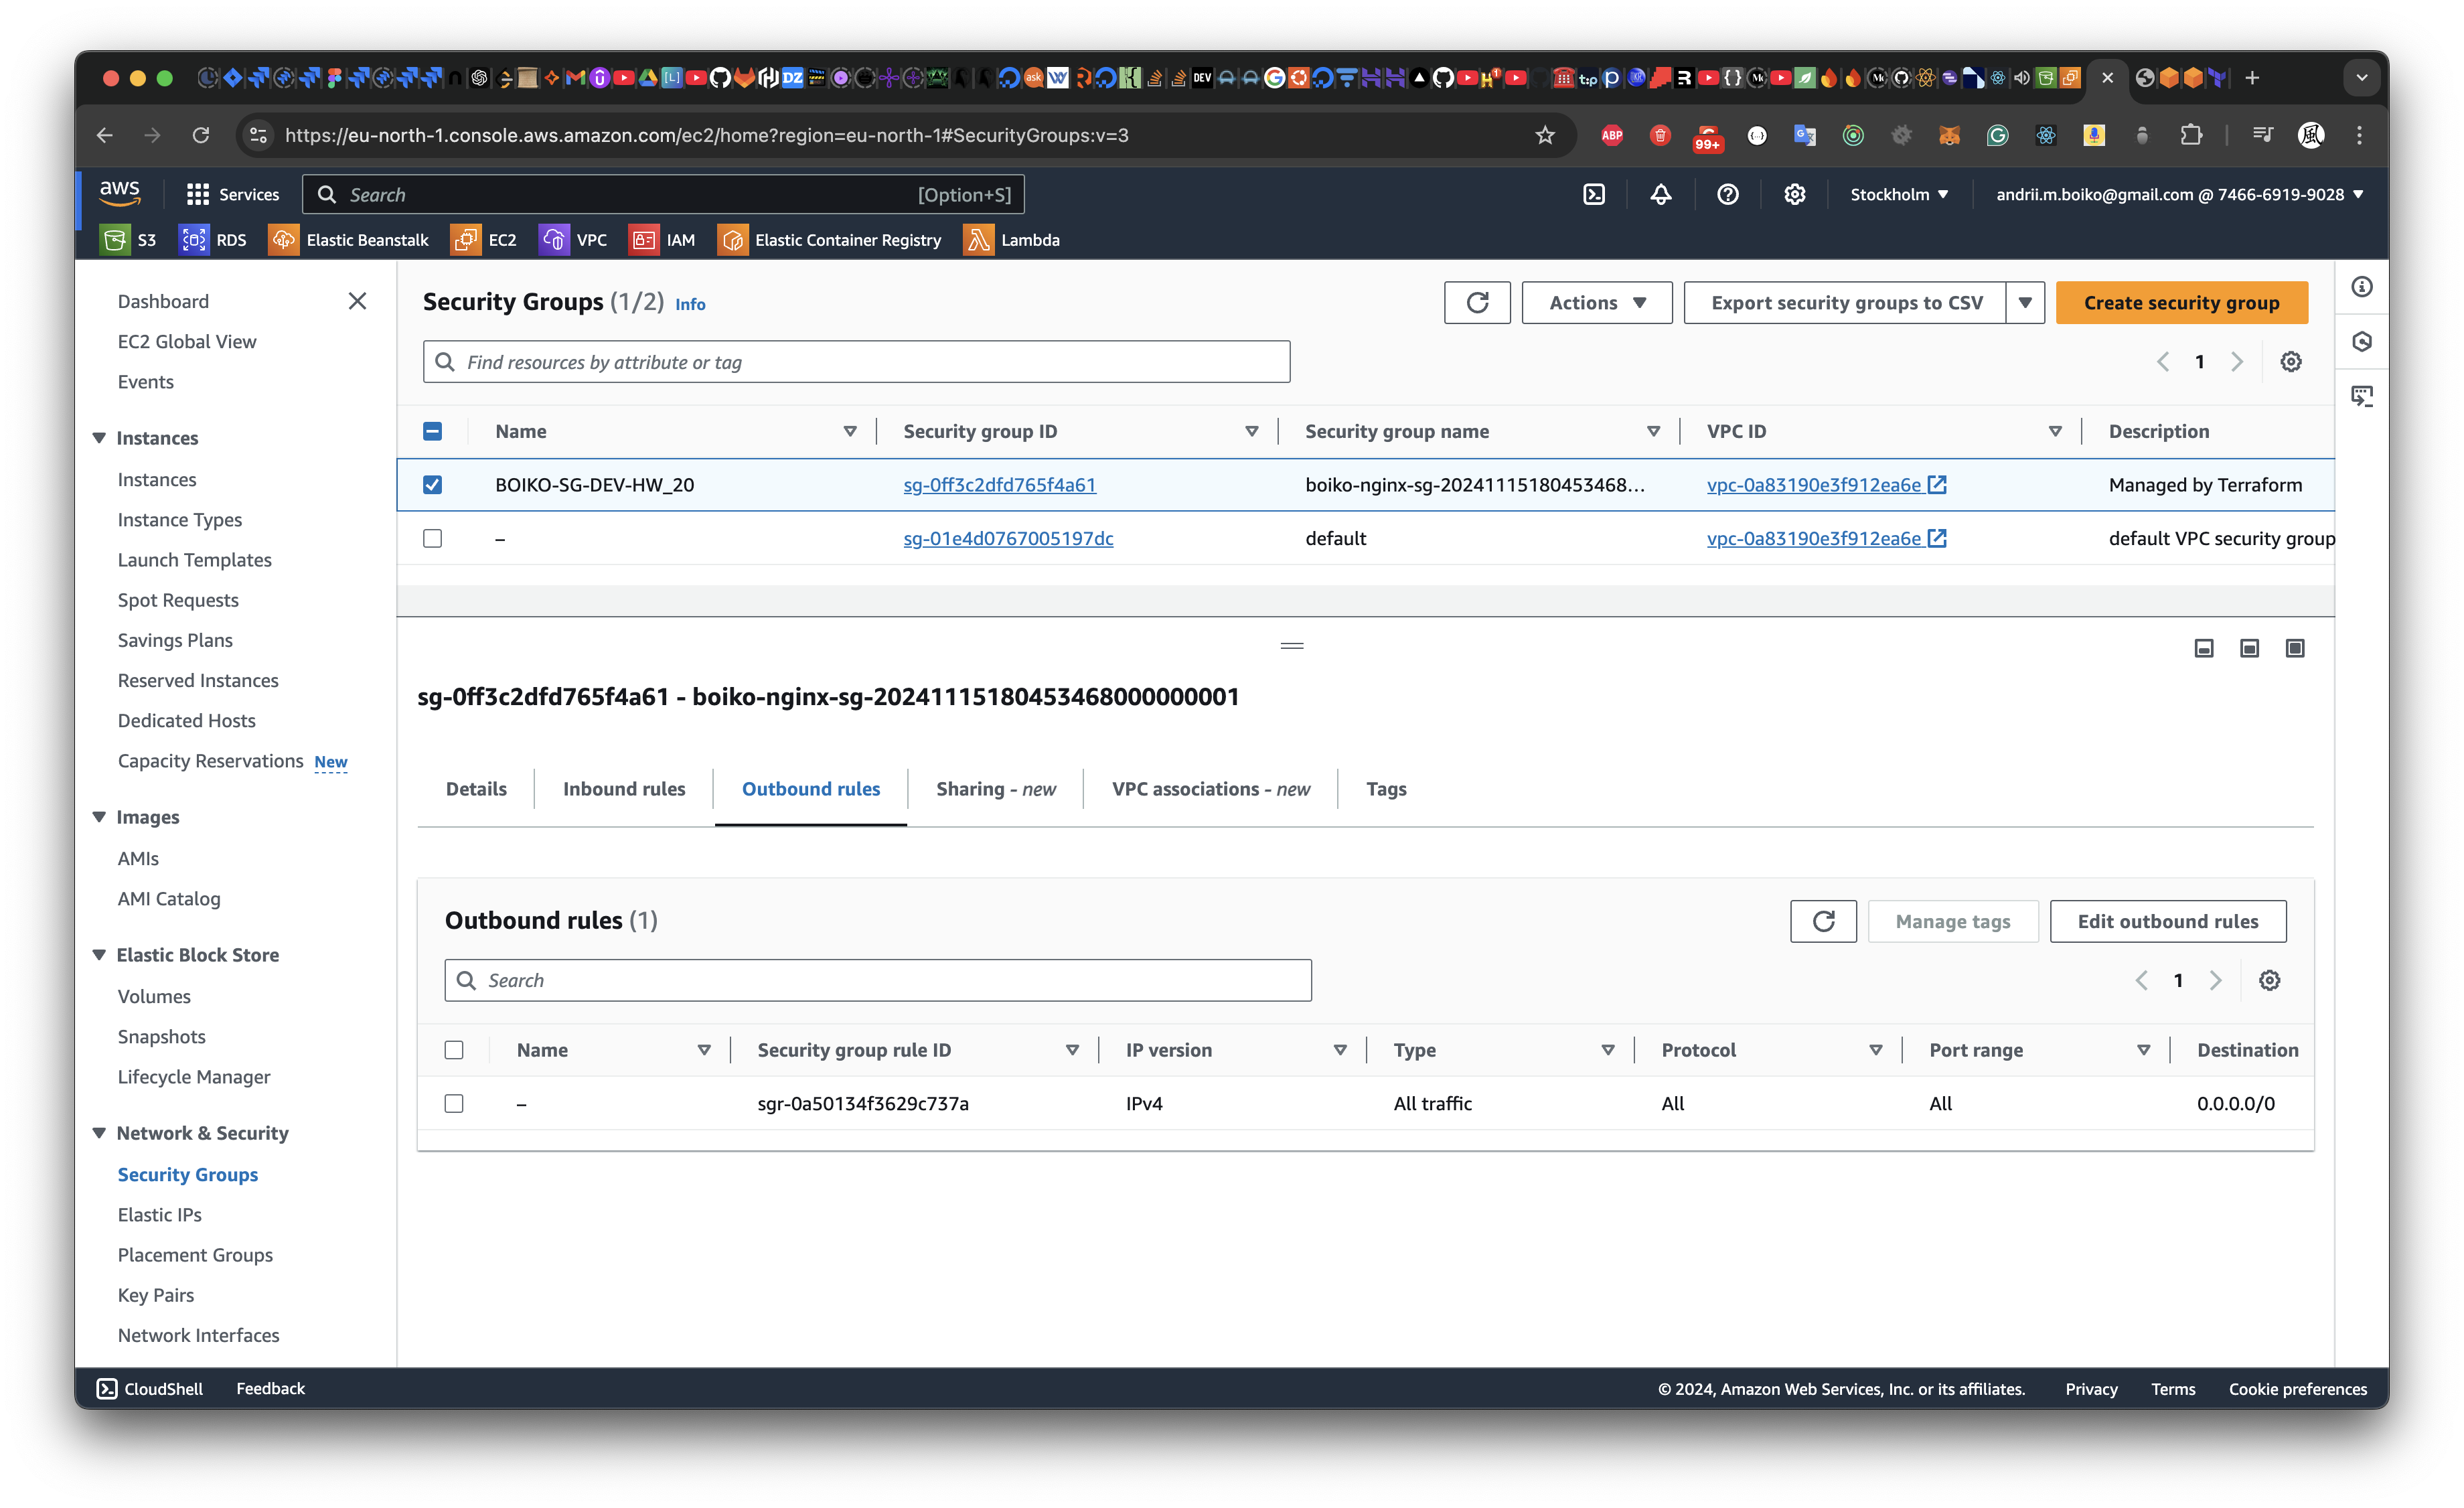 https://eu-north-1.console.aws.amazon.com/ec2/home?region=eu-north-1#SecurityGroups:v=3
ABP
99+
aws
Services
Search
[Option+S]
Stockholm
andrii.m.boiko@gmail.com @ 7466-6919-9028
S3
RDS
Elastic Beanstalk
EC2
VPC
IAM
Elastic Container Registry
Lambda
Dashboard
EC2 Global View
Events
Instances
Instances
Instance Types
Launch Templates
Spot Requests
Savings Plans
Reserved Instances
Dedicated Hosts
Capacity Reservations New
Images
AMIs
AMI Catalog
Elastic Block Store
Volumes
Snapshots
Lifecycle Manager
Network & Security
Security Groups
Elastic IPs
Placement Groups
Key Pairs
Network Interfaces
Security Groups (1/2) Info
Actions
Export security groups to CSV
Create security group
Find resources by attribute or tag
1
Name Security group ID Security group name VPC ID Description
BOIKO-SG-DEV-HW_20 sg-0ff3c2dfd765f4a61 boiko-nginx-sg-20241115180453468... vpc-0a83190e3f912ea6e Managed by Terraform
– sg-01e4d0767005197dc default vpc-0a83190e3f912ea6e default VPC security group
sg-0ff3c2dfd765f4a61 - boiko-nginx-sg-20241115180453468000000001
Details
Inbound rules
Outbound rules
Sharing - new
VPC associations - new
Tags
Outbound rules (1)
Manage tags
Edit outbound rules
Search
1
Name Security group rule ID IP version Type Protocol Port range Destination
– sgr-0a50134f3629c737a IPv4 All traffic All All 0.0.0.0/0
CloudShell
Feedback
© 2024, Amazon Web Services, Inc. or its affiliates.
Privacy
Terms
Cookie preferences